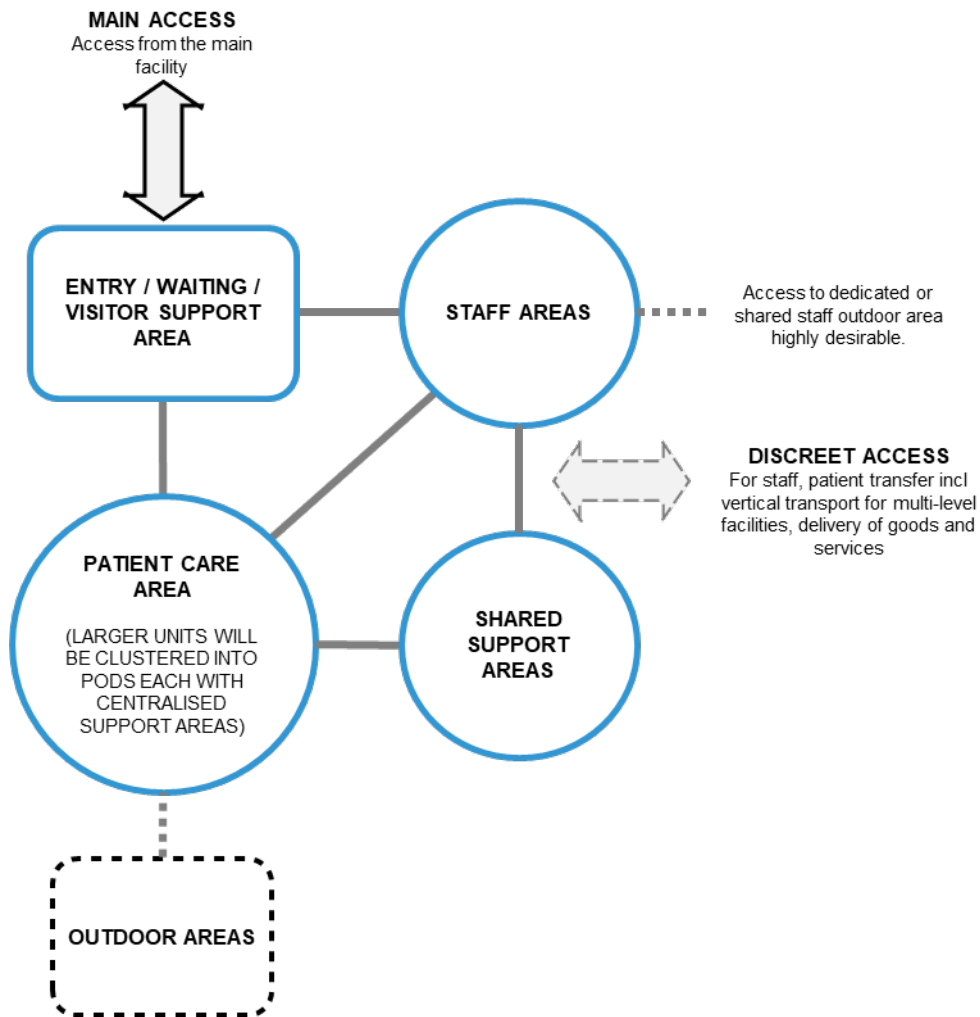 MAIN ACCESS
Access from the main
facility
ENTRY / WAITING /
VISITOR SUPPORT
AREA
STAFF AREAS
Access to dedicated or
shared staff outdoor area
highly desirable.
DISCREET ACCESS
For staff, patient transfer incl
vertical transport for multi-level
facilities, delivery of goods and
services
PATIENT CARE
AREA
(LARGER UNITS WILL
BE CLUSTERED INTO
PODS EACH WITH
CENTRALISED
SUPPORT AREAS)
SHARED
SUPPORT
AREAS
OUTDOOR AREAS